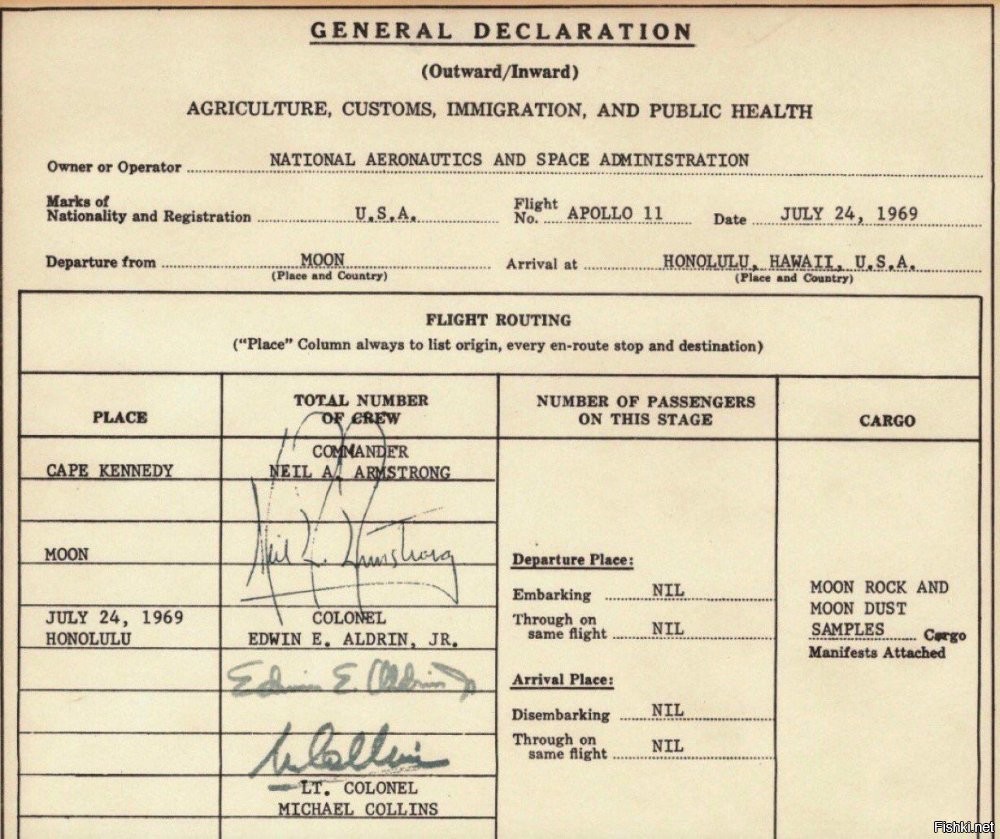 GENERAL DECLARATION
(Outward/Inward)
AGRICULTURE, CUSTOMS, IMMIGRATION, AND PUBLIC HEALTH
Owner or Operator NATIONAL AERONAUTICS AND SPACE ADMINISTRATION
Marks of
Nationality and Registration U.S.A. Flight No. APOLLO 11 Date JULY 24, 1969
Departure from MOON Arrival at HONOLULU, HAWAII, U.S.A.
(Place and Country) (Place and Country)
FLIGHT ROUTING
("Place" Column always to list origin, every en-route stop and destination)
PLACE
TOTAL NUMBER
OF CREW
NUMBER OF PASSENGERS
ON THIS STAGE
CARGO
CAPE KENNEDY
MOON
JULY 24, 1969
HONOLULU
COMMANDER
NEIL A. ARMSTRONG
Neil A. Armstrong
COLONEL
EDWIN E. ALDRIN, JR.
Edwin E. Aldrin Jr
M Collins
LT. COLONEL
MICHAEL COLLINS
Departure Place:
Embarking NIL
Through on
same flight NIL
Arrival Place:
Disembarking NIL
Through on
same flight NIL
MOON ROCK AND
MOON DUST
SAMPLES Cargo
Manifests Attached
Fishki.net